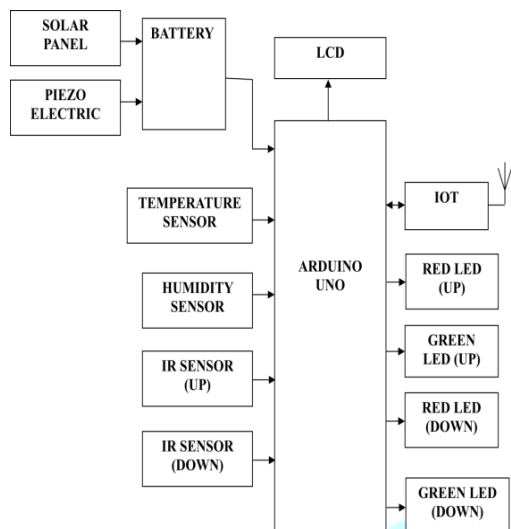 SOLAR
PANEL
BATTERY
PIEZO
ELECTRIC
LCD
TEMPERATURE
SENSOR
HUMIDITY
SENSOR
IR SENSOR
(UP)
IR SENSOR
(DOWN)
ARDUINO
UNO
IOT
RED LED
(UP)
GREEN
LED (UP)
RED LED
(DOWN)
GREEN LED
(DOWN)